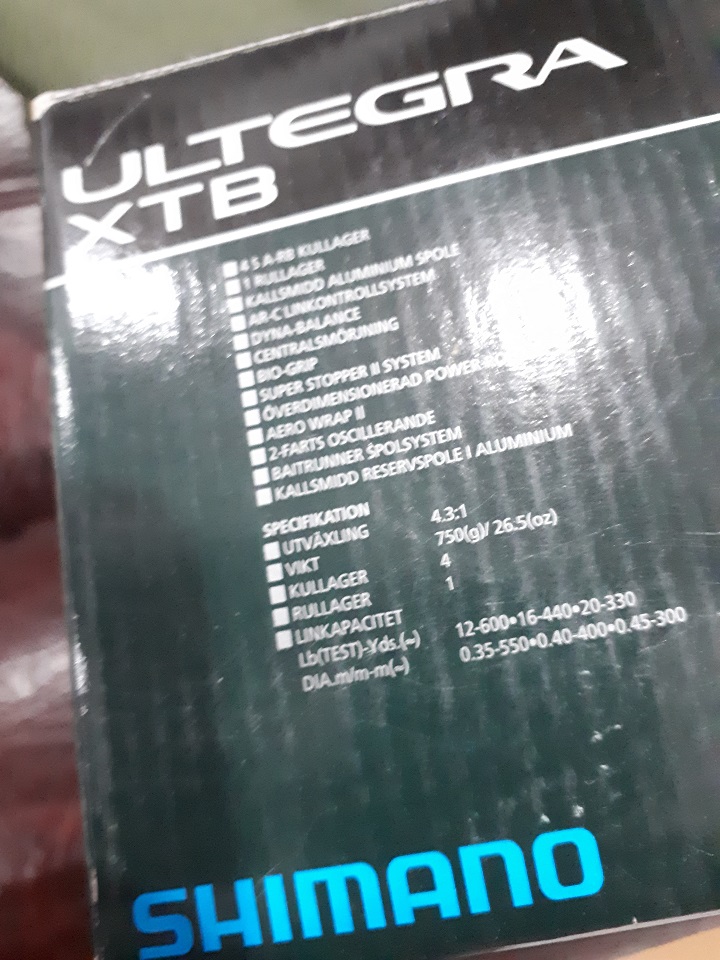 ULTEGRA
XTB
4 S A-RB KULLAGER
1 RULLAGER
KALLSMIDD ALUMINIUM SPOLE
AR-C LINKONTROLLSYSTEM
DYNA-BALANCE
CENTRALSMÖRJNING
BIO-GRIP
SUPER STOPPER II SYSTEM
ÖVERDIMENSIONERAD POWER
AERO WRAP II
2-FARTS OSCILLERANDE
BAITRUNNER SPOLSYSTEM
KALLSMIDD RESERVSPOLE I ALUMINIUM
SPECIFIKATION
UTVÄXLING 4.3:1
VIKT 750(g)/ 26.5(oz)
KULLAGER 4
RULLAGER 1
LINKAPACITET
Lb(TEST)-Yds.(~) 12-600•16-440•20-330
DIA.m/m-m(~) 0.35-550•0.40-400•0.45-300
SHIMANO